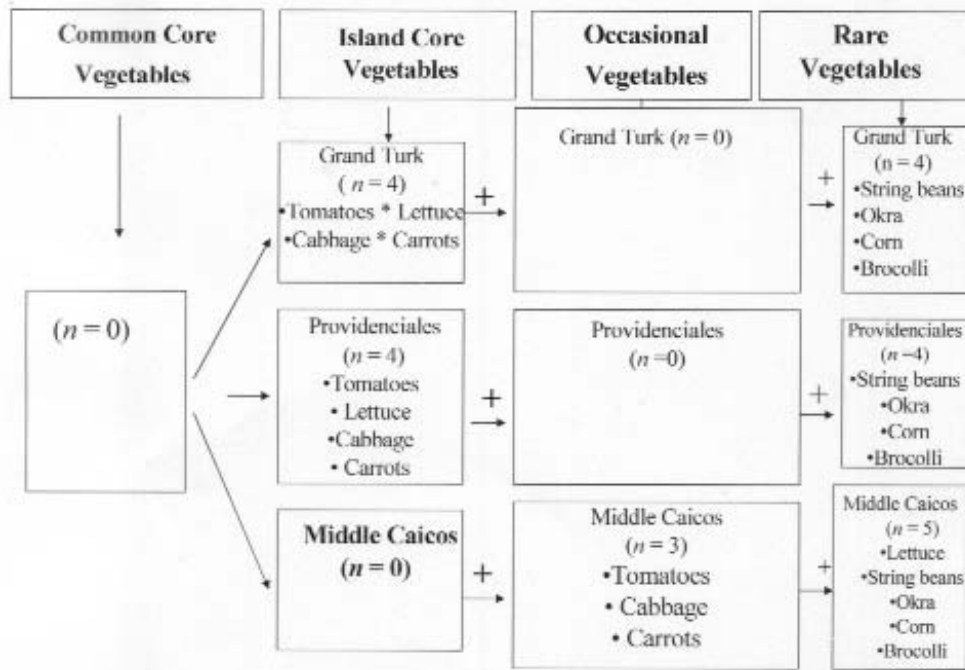 Common Core
Vegetables
Island Core
Vegetables
Occasional
Vegetables
Rare
Vegetables
(n = 0)
Grand Turk
( n = 4)
•Tomatoes * Lettuce
•Cabbage * Carrots
+
Grand Turk (n = 0)
+
Grand Turk
(n = 4)
•String beans
•Okra
•Corn
•Brocolli
Providenciales
(n = 4)
•Tomatoes
• Lettuce
•Cabbage
• Carrots
+
Providenciales
(n =0)
+
Providenciales
(n –4)
•String beans
•Okra
•Corn
•Brocolli
Middle Caicos
(n = 0)
+
Middle Caicos
(n = 3)
•Tomatoes
• Cabbage
• Carrots
+
Middle Caicos
(n = 5)
• Lettuce
•String beans
•Okra
•Corn
•Brocolli